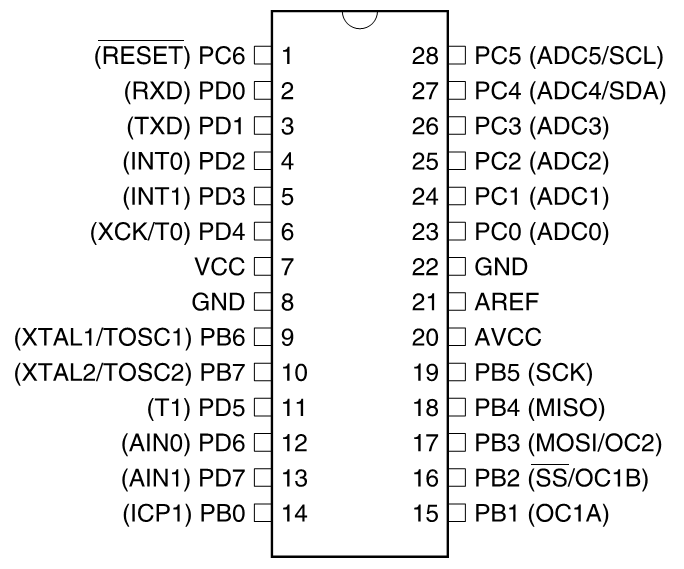 (RESET) PC6 1 28 PC5 (ADC5/SCL)
(RXD) PD0 2 27 PC4 (ADC4/SDA)
(TXD) PD1 3 26 PC3 (ADC3)
(INT0) PD2 4 25 PC2 (ADC2)
(INT1) PD3 5 24 PC1 (ADC1)
(XCK/T0) PD4 6 23 PC0 (ADC0)
VCC 7 22 GND
GND 8 21 AREF
(XTAL1/TOSC1) PB6 9 20 AVCC
(XTAL2/TOSC2) PB7 10 19 PB5 (SCK)
(T1) PD5 11 18 PB4 (MISO)
(AIN0) PD6 12 17 PB3 (MOSI/OC2)
(AIN1) PD7 13 16 PB2 (SS/OC1B)
(ICP1) PB0 14 15 PB1 (OC1A)